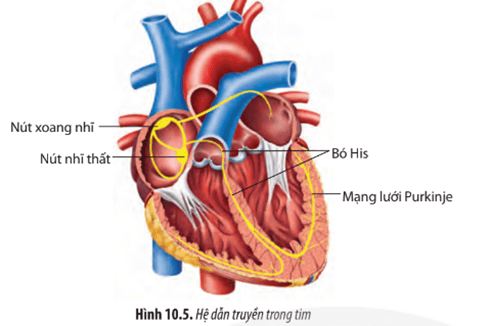 Nút xoang nhĩ
Nút nhĩ thất
Bó His
Mạng lưới Purkinje
Hình 10.5. Hệ dẫn truyền trong tim